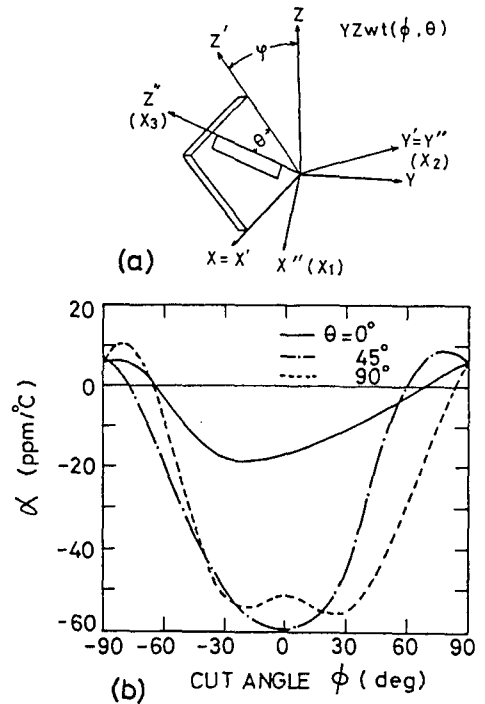 Z
YZwt(ϕ,θ)
Z'
φ
Z"
(X3)
θ
Y'=Y"
(X2)
Y
X=X'
X"(X1)
(a)
20
θ=0°
45°
90°
10
0
-20
-40
-60
α (ppm/°C)
-90 -60 -30 0 30 60 90
CUT ANGLE ϕ (deg)
(b)